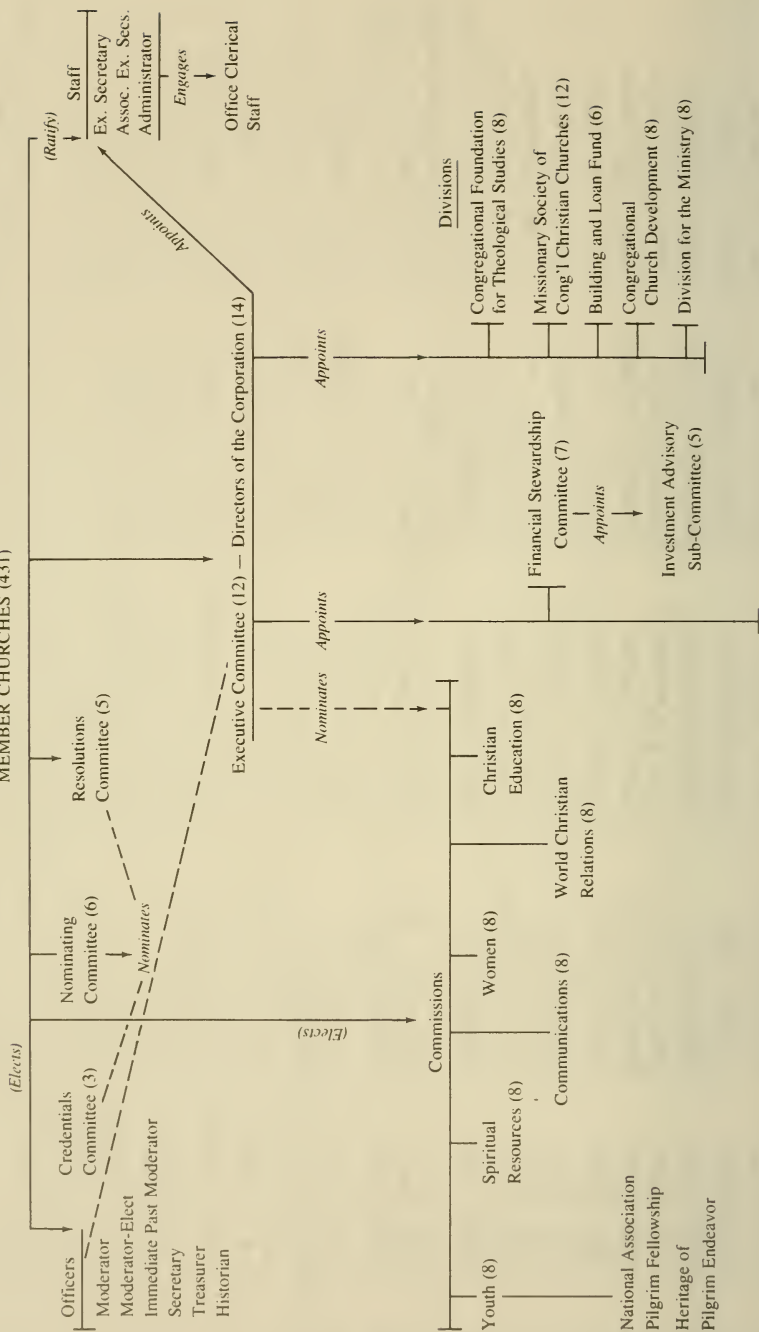 MEMBER CHURCHES (431)
(Elects)
(Ratify)
Officers
Moderator
Moderator-Elect
Immediate Past Moderator
Secretary
Treasurer
Historian
Credentials
Committee (3)
Nominating
Committee (6)
Nominates
Resolutions
Committee (5)
Staff
Ex. Secretary
Assoc. Ex. Secs.
Administrator
Engages
Office Clerical
Staff
Appoints
(Elects)
Executive Committee (12) — Directors of the Corporation (14)
Nominates
Appoints
Appoints
Commissions
Youth (8)
National Association
Pilgrim Fellowship
Heritage of
Pilgrim Endeavor
Spiritual
Resources (8)
Communications (8)
Women (8)
World Christian
Relations (8)
Christian
Education (8)
Financial Stewardship
Committee (7)
Appoints
Investment Advisory
Sub-Committee (5)
Divisions
Congregational Foundation
for Theological Studies (8)
Missionary Society of
Cong'l Christian Churches (12)
Building and Loan Fund (6)
Congregational
Church Development (8)
Division for the Ministry (8)